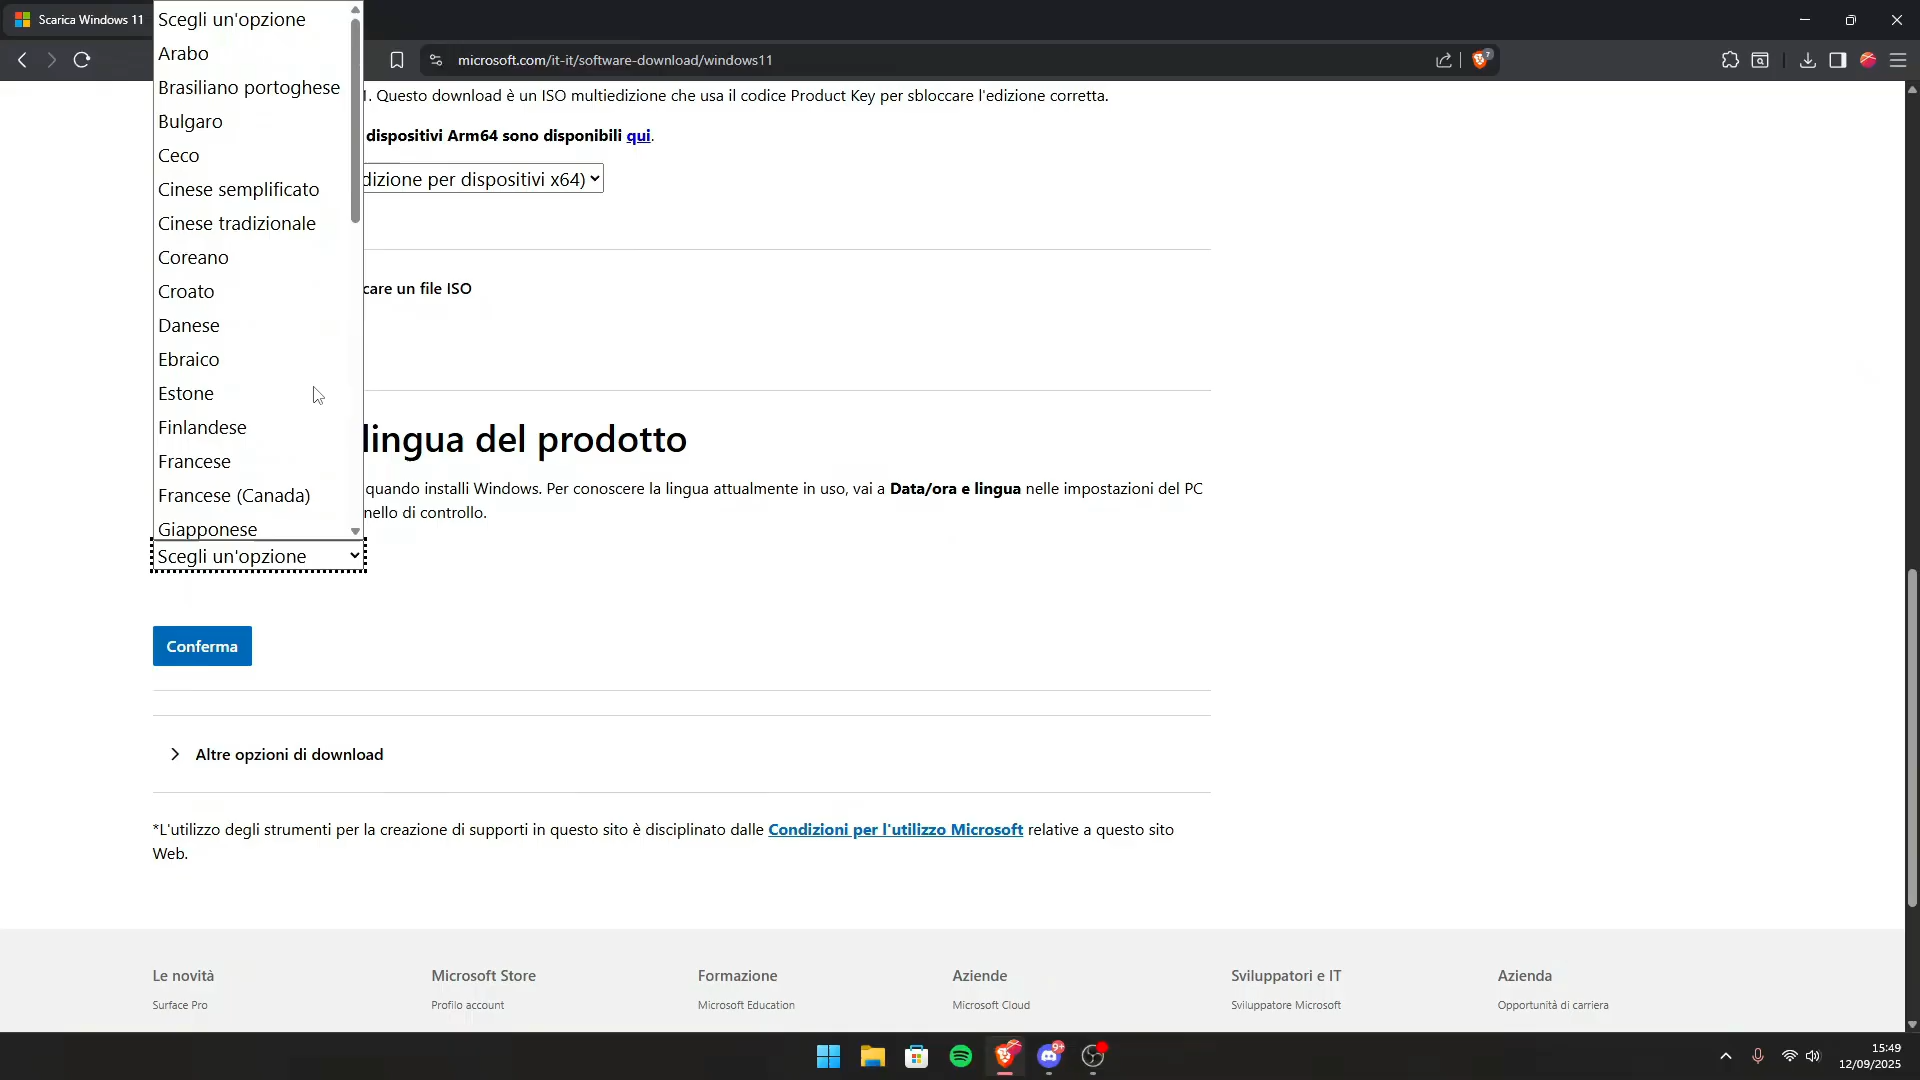 Scarica Windows 11
microsoft.com/it-it/software-download/windows11
7
Scegli un'opzione
Arabo
Brasiliano portoghese
Bulgaro
Ceco
Cinese semplificato
Cinese tradizionale
Coreano
Croato
Danese
Ebraico
Estone
Finlandese
Francese
Francese (Canada)
Giapponese
Scegli un'opzione
1. Questo download è un ISO multiedizione che usa il codice Product Key per sbloccare l'edizione corretta.
dispositivi Arm64 sono disponibili qui.
dizione per dispositivi x64)
care un file ISO
lingua del prodotto
quando installi Windows. Per conoscere la lingua attualmente in uso, vai a Data/ora e lingua nelle impostazioni del PC
nello di controllo.
Conferma
Altre opzioni di download
*L'utilizzo degli strumenti per la creazione di supporti in questo sito è disciplinato dalle Condizioni per l'utilizzo Microsoft relative a questo sito
Web.
Le novità
Microsoft Store
Formazione
Aziende
Sviluppatori e IT
Azienda
Surface Pro
Profilo account
Microsoft Education
Microsoft Cloud
Sviluppatore Microsoft
Opportunità di carriera
9+
15:49
12/09/2025